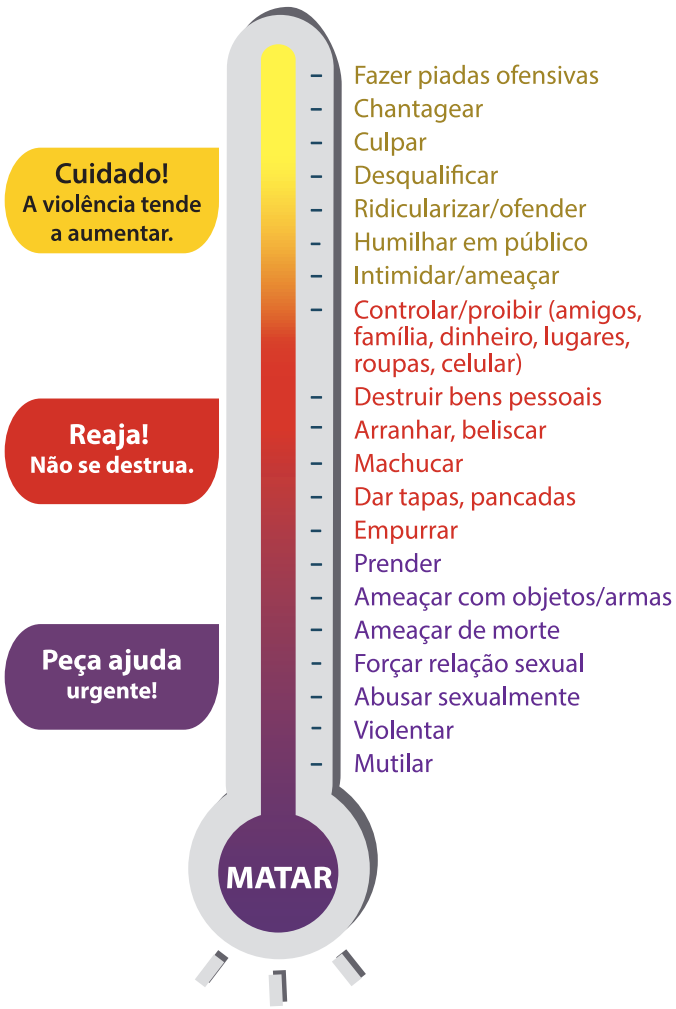 Fazer piadas ofensivas
Chantagear
Culpar
Desqualificar
Ridicularizar/ofender
Humilhar em público
Intimidar/ameaçar
Cuidado!
A violência tende
a aumentar.
Controlar/proibir (amigos,
família, dinheiro, lugares,
roupas, celular)
Destruir bens pessoais
Arranhar, beliscar
Machucar
Dar tapas, pancadas
Empurrar
Reaja!
Não se destrua.
Prender
Ameaçar com objetos/armas
Ameaçar de morte
Forçar relação sexual
Abusar sexualmente
Violentar
Mutilar
Peça ajuda
urgente!
MATAR